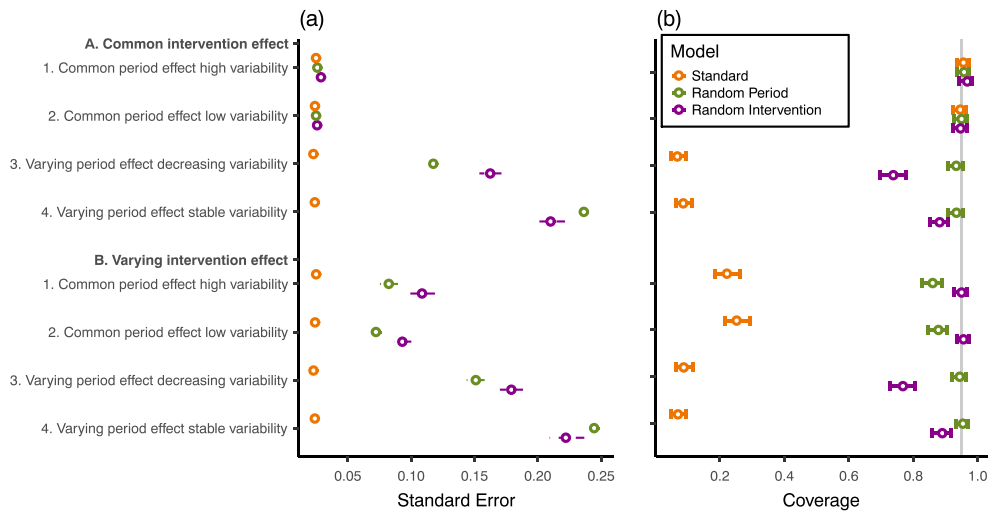 (a)
(b)
A. Common intervention effect
1. Common period effect high variability
2. Common period effect low variability
3. Varying period effect decreasing variability
4. Varying period effect stable variability
B. Varying intervention effect
1. Common period effect high variability
2. Common period effect low variability
3. Varying period effect decreasing variability
4. Varying period effect stable variability
Model
Standard
Random Period
Random Intervention
0.05 0.10 0.15 0.20 0.25
Standard Error
0.2 0.4 0.6 0.8 1.0
Coverage